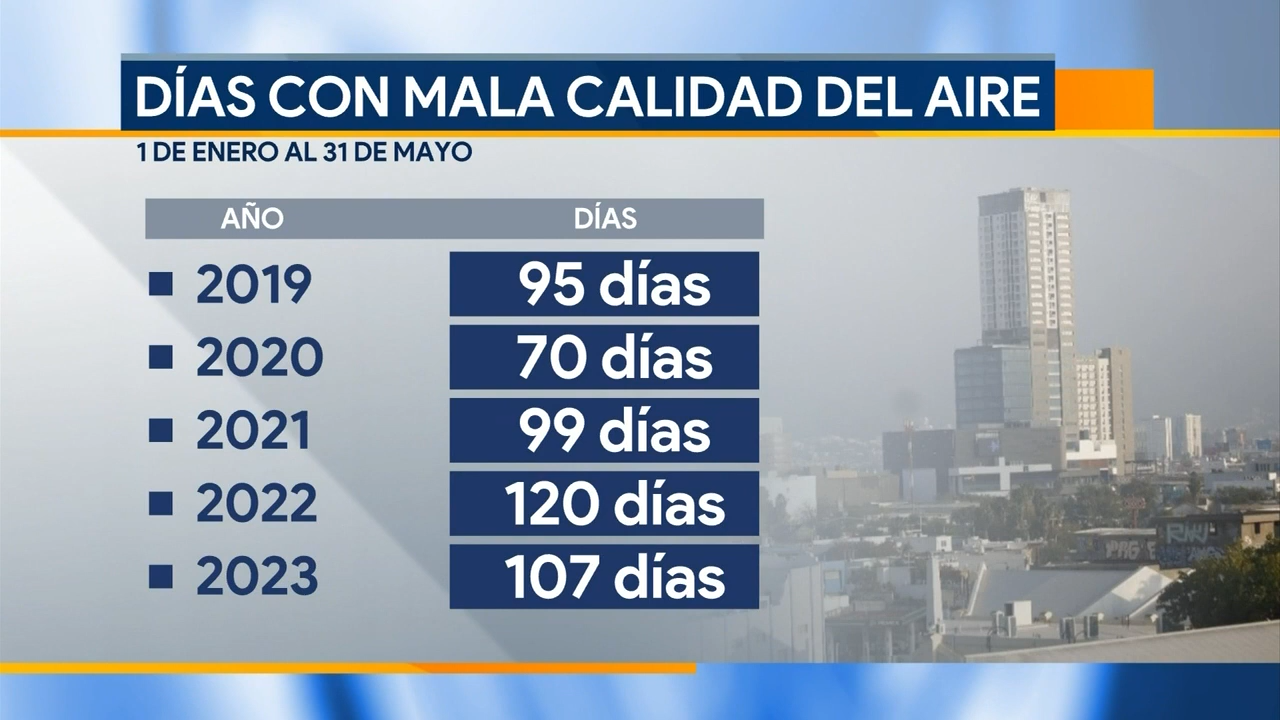 DÍAS CON MALA CALIDAD DEL AIRE
1 DE ENERO AL 31 DE MAYO
AÑO DÍAS
2019 95 días
2020 70 días
2021 99 días
2022 120 días
2023 107 días